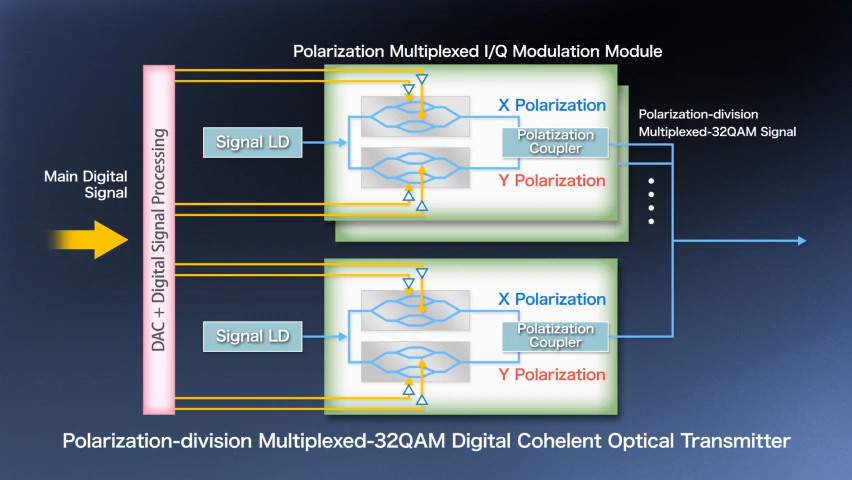 Polarization Multiplexed I/Q Modulation Module
X Polarization
Polarization-division
Multiplexed-32QAM Signal
Signal LD
Polatization
Coupler
Main Digital
Signal
DAC + Digital Signal Processing
Y Polarization
X Polarization
Signal LD
Polatization
Coupler
Y Polarization
Polarization-division Multiplexed-32QAM Digital Cohelent Optical Transmitter